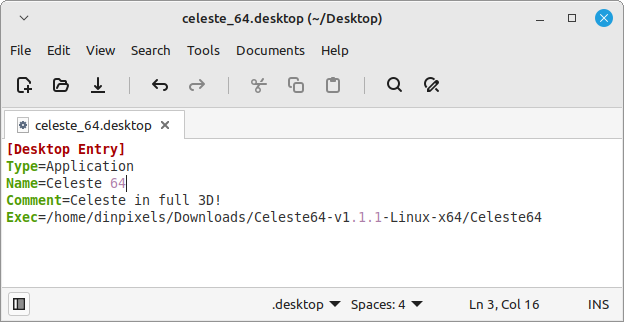 celeste_64.desktop (~/Desktop)
File Edit View Search Tools Documents Help
celeste_64.desktop
[Desktop Entry]
Type=Application
Name=Celeste 64
Comment=Celeste in full 3D!
Exec=/home/dinpixels/Downloads/Celeste64-v1.1.1-Linux-x64/Celeste64
.desktop Spaces: 4 Ln 3, Col 16 INS